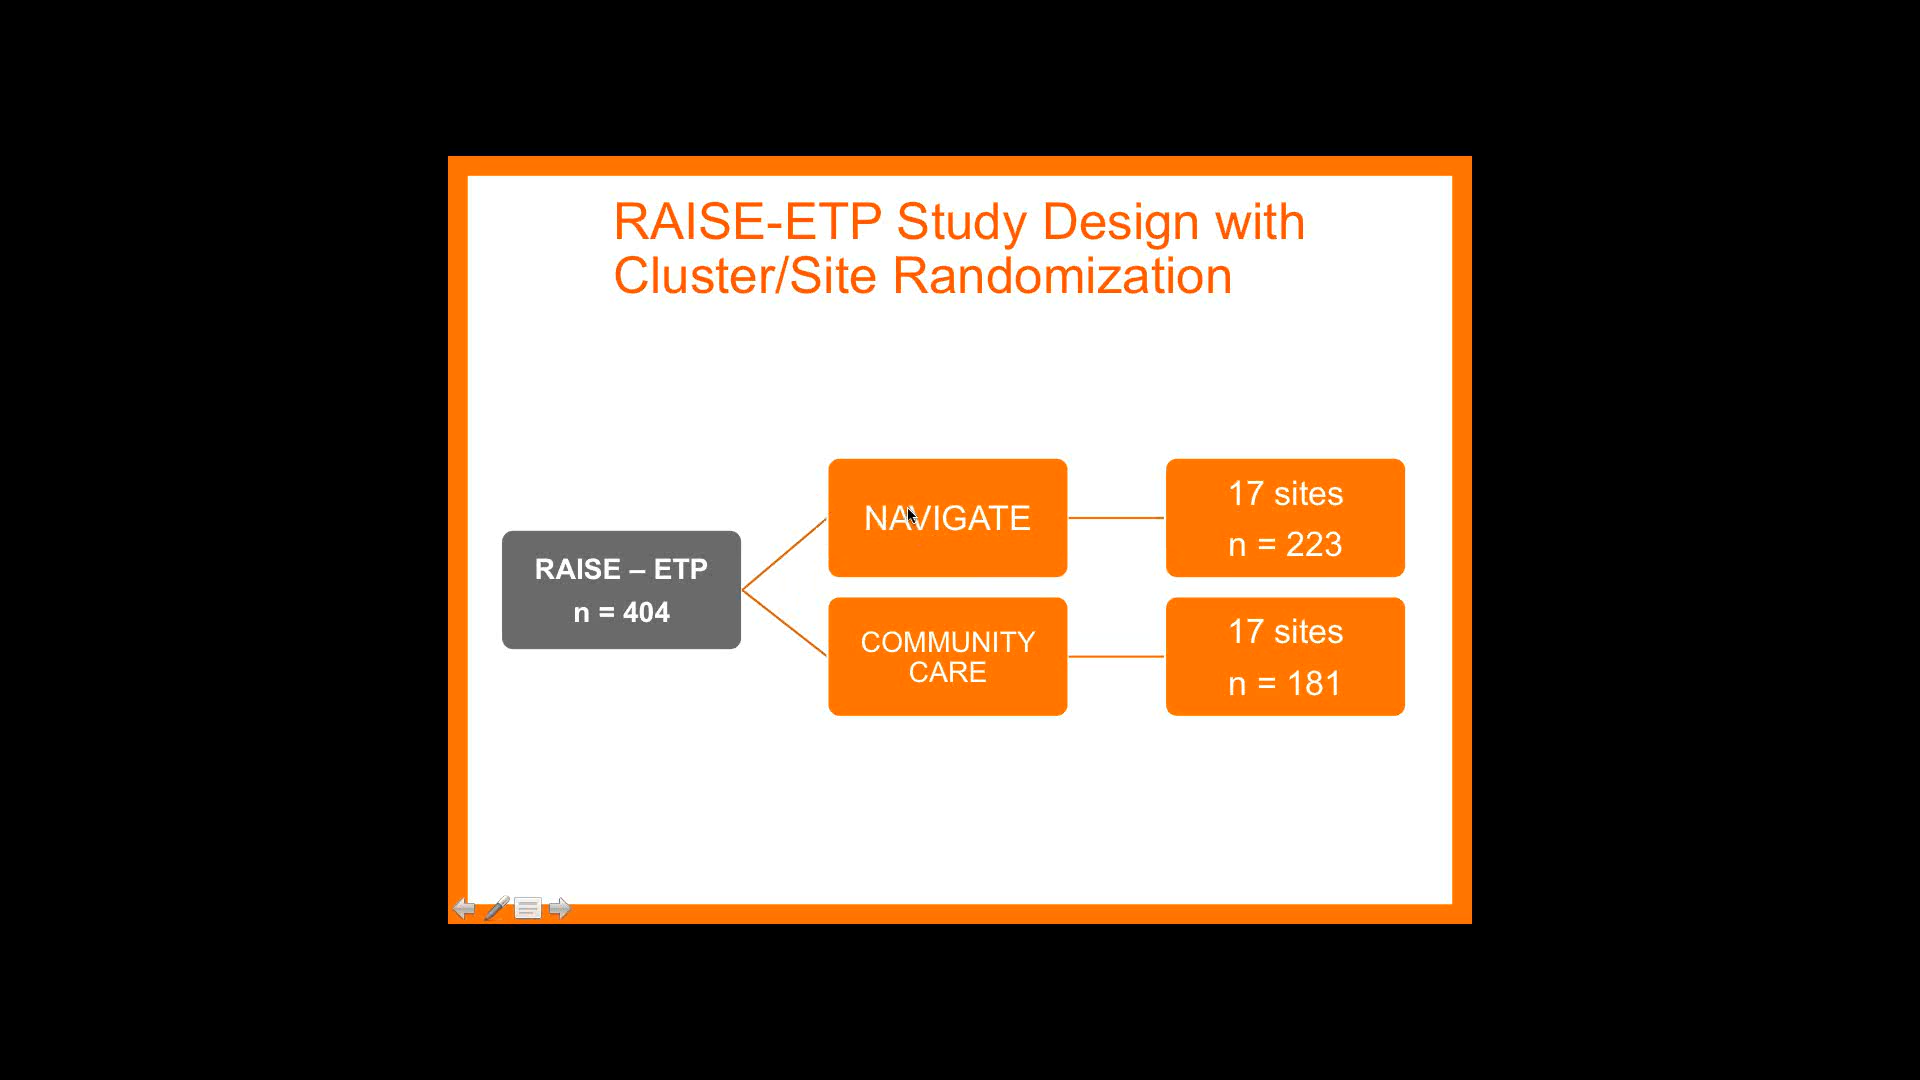 RAISE-ETP Study Design with
Cluster/Site Randomization
RAISE – ETP
n = 404
NAVIGATE
17 sites
n = 223
COMMUNITY
CARE
17 sites
n = 181